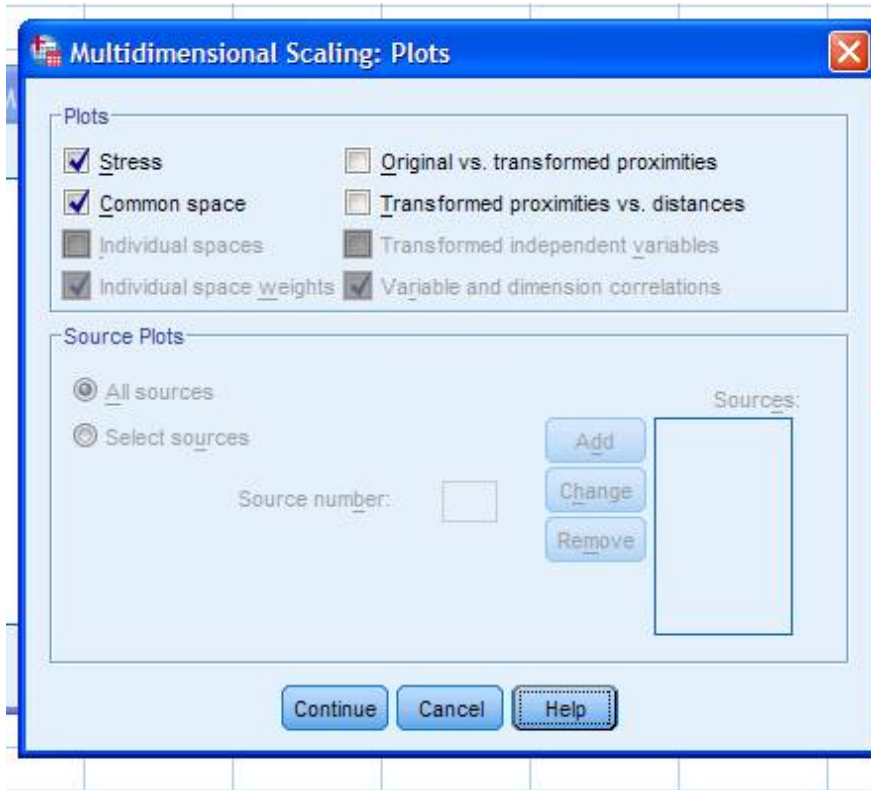 Multidimensional Scaling: Plots
Plots
Stress
Original vs. transformed proximities
Common space
Transformed proximities vs. distances
Individual spaces
Transformed independent variables
Individual space weights
Variable and dimension correlations
Source Plots
All sources
Sources:
Select sources
Add
Source number:
Change
Remove
Continue
Cancel
Help